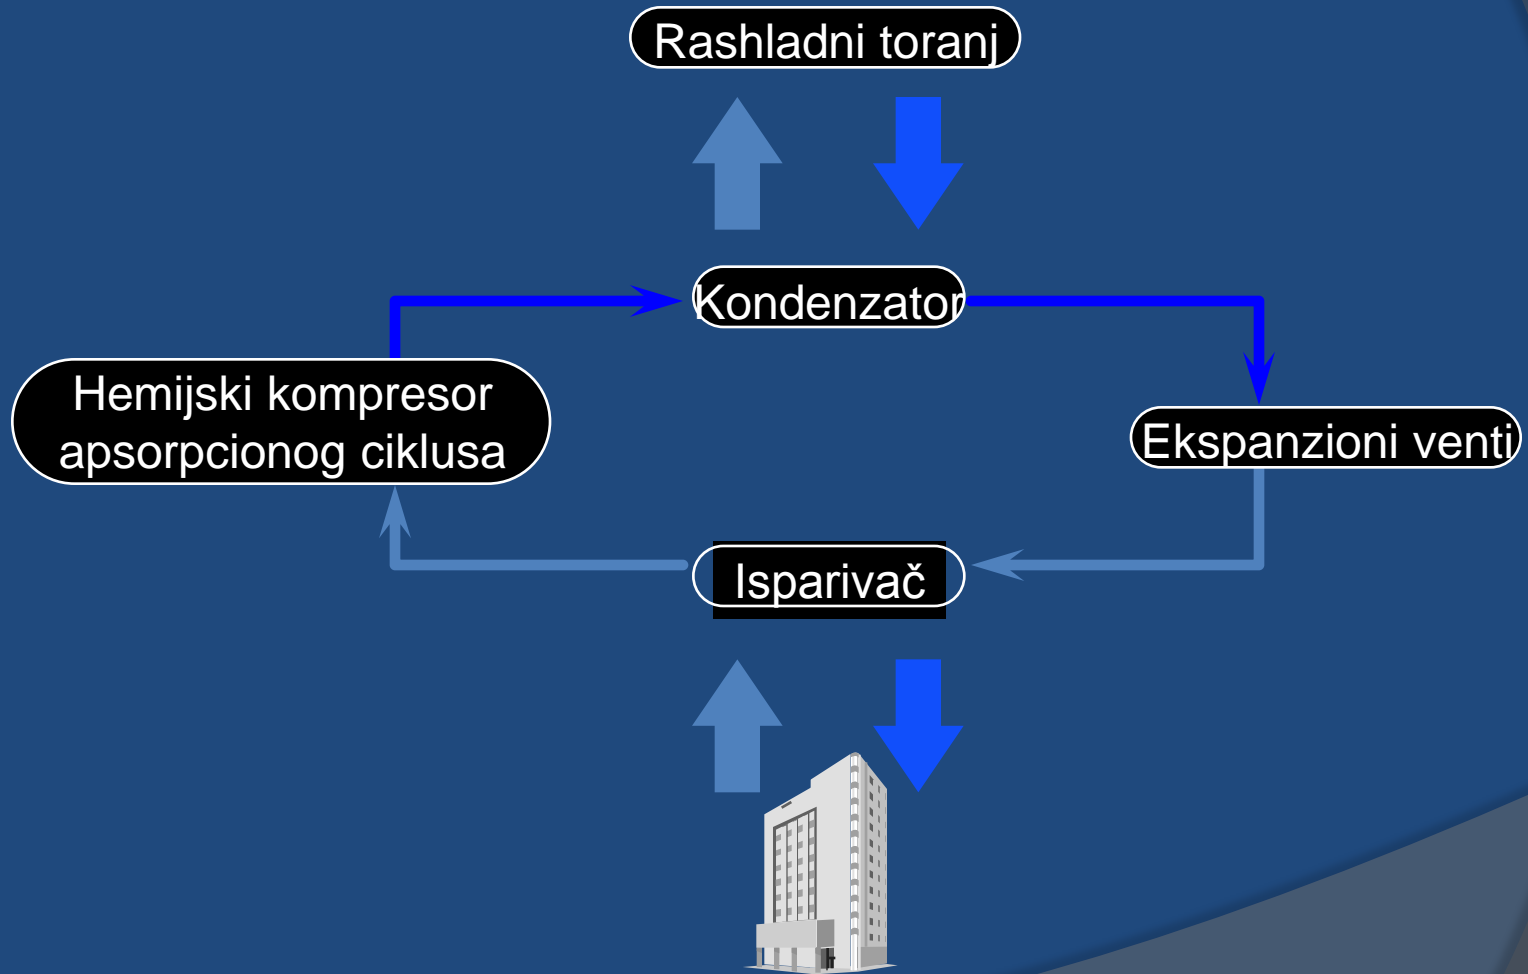 Rashladni toranj
Kondenzator
Hemijski kompresor
apsorpcionog ciklusa
Ekspanzioni venti
Isparivač